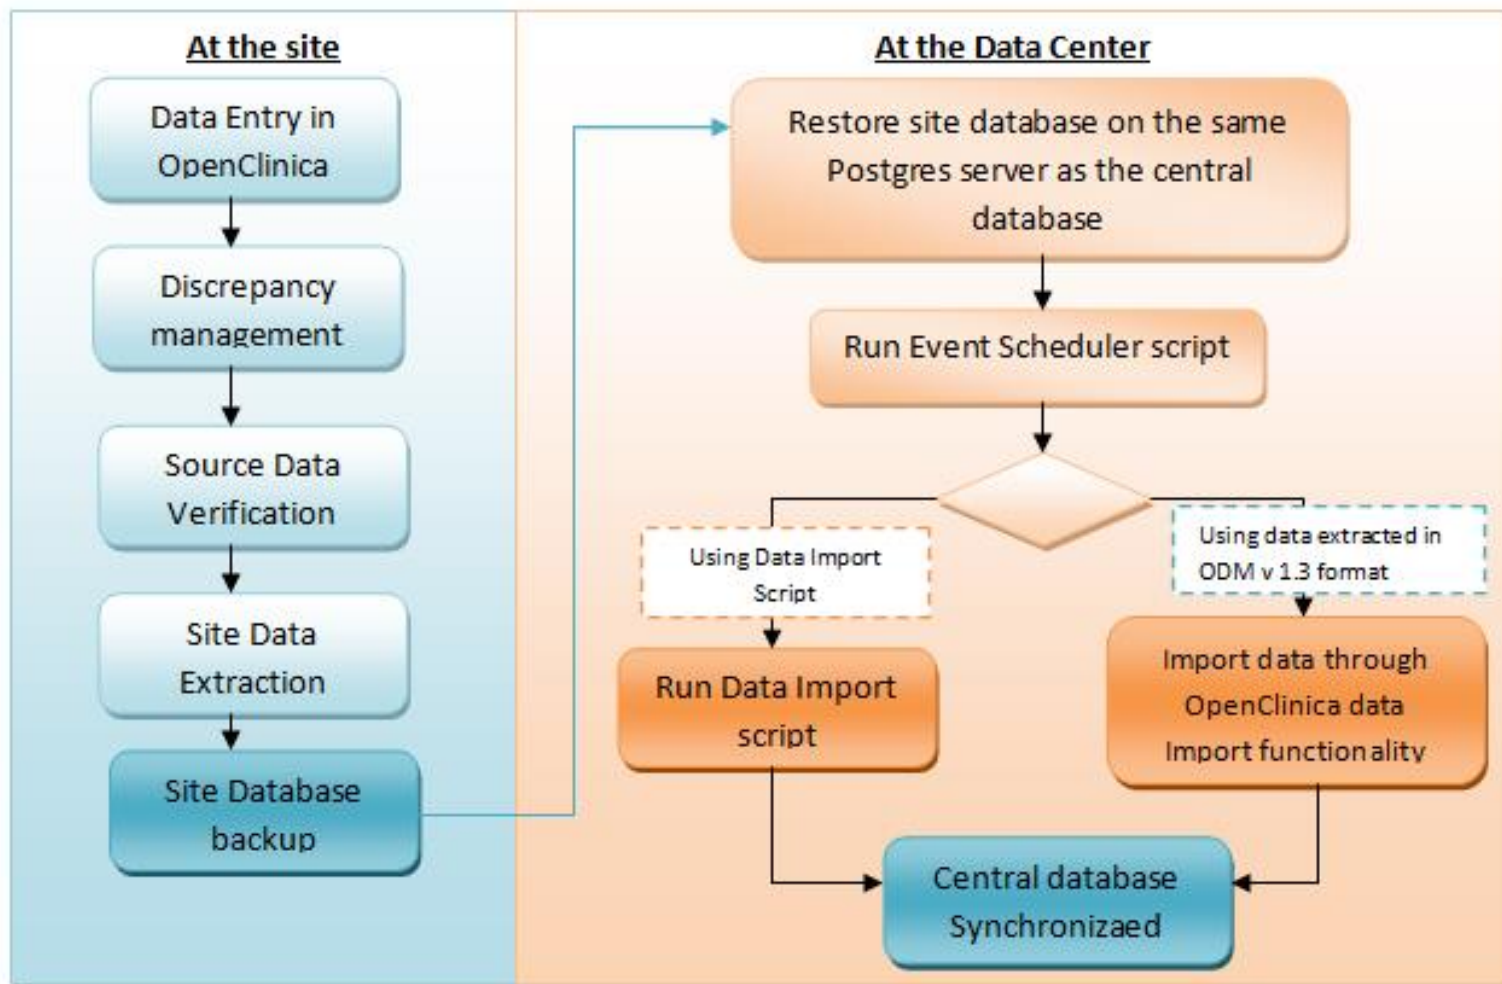 At the site
Data Entry in
OpenClinica
Discrepancy
management
Source Data
Verification
Site Data
Extraction
Site Database
backup
At the Data Center
Restore site database on the same
Postgres server as the central
database
Run Event Scheduler script
Using Data Import
Script
Using data extracted in
ODM v 1.3 format
Run Data Import
script
Import data through
OpenClinica data
Import functionality
Central database
Synchronizaed